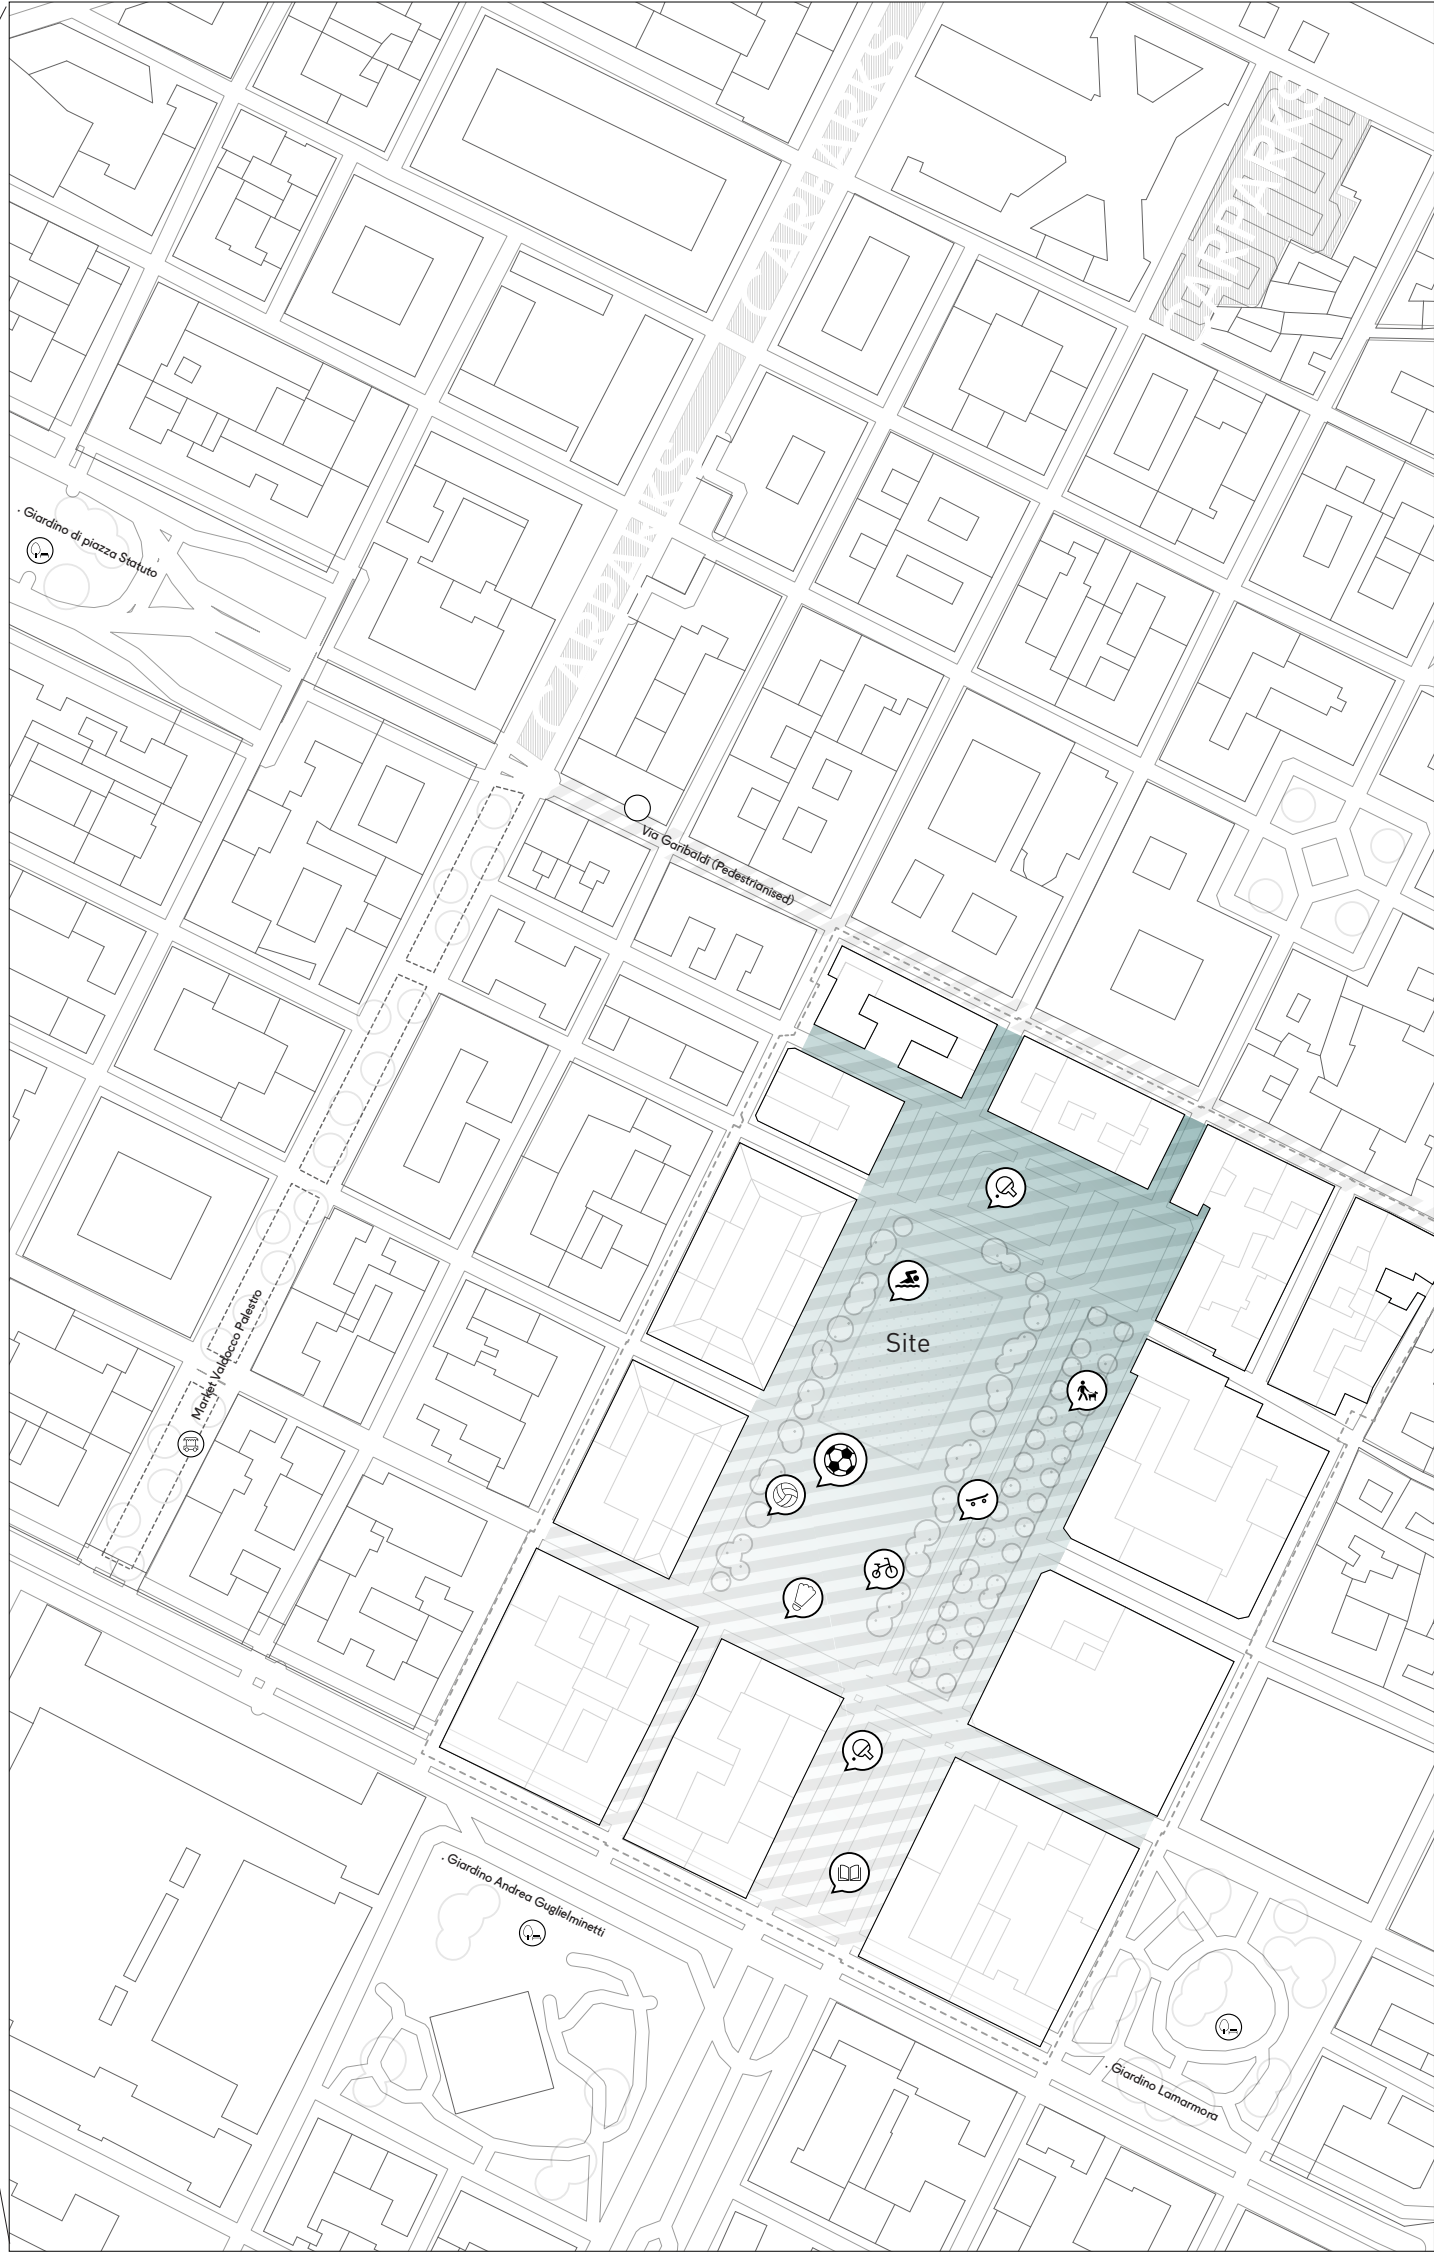 CARPARKS
CARPARKS
CARPARKS
. Giardino di piazza Statuto
Via Garibaldi (Pedestrianised)
Site
Market Valdocco Palestro
. Giardino Andrea Guglielminetti
. Giardino Lamarmora